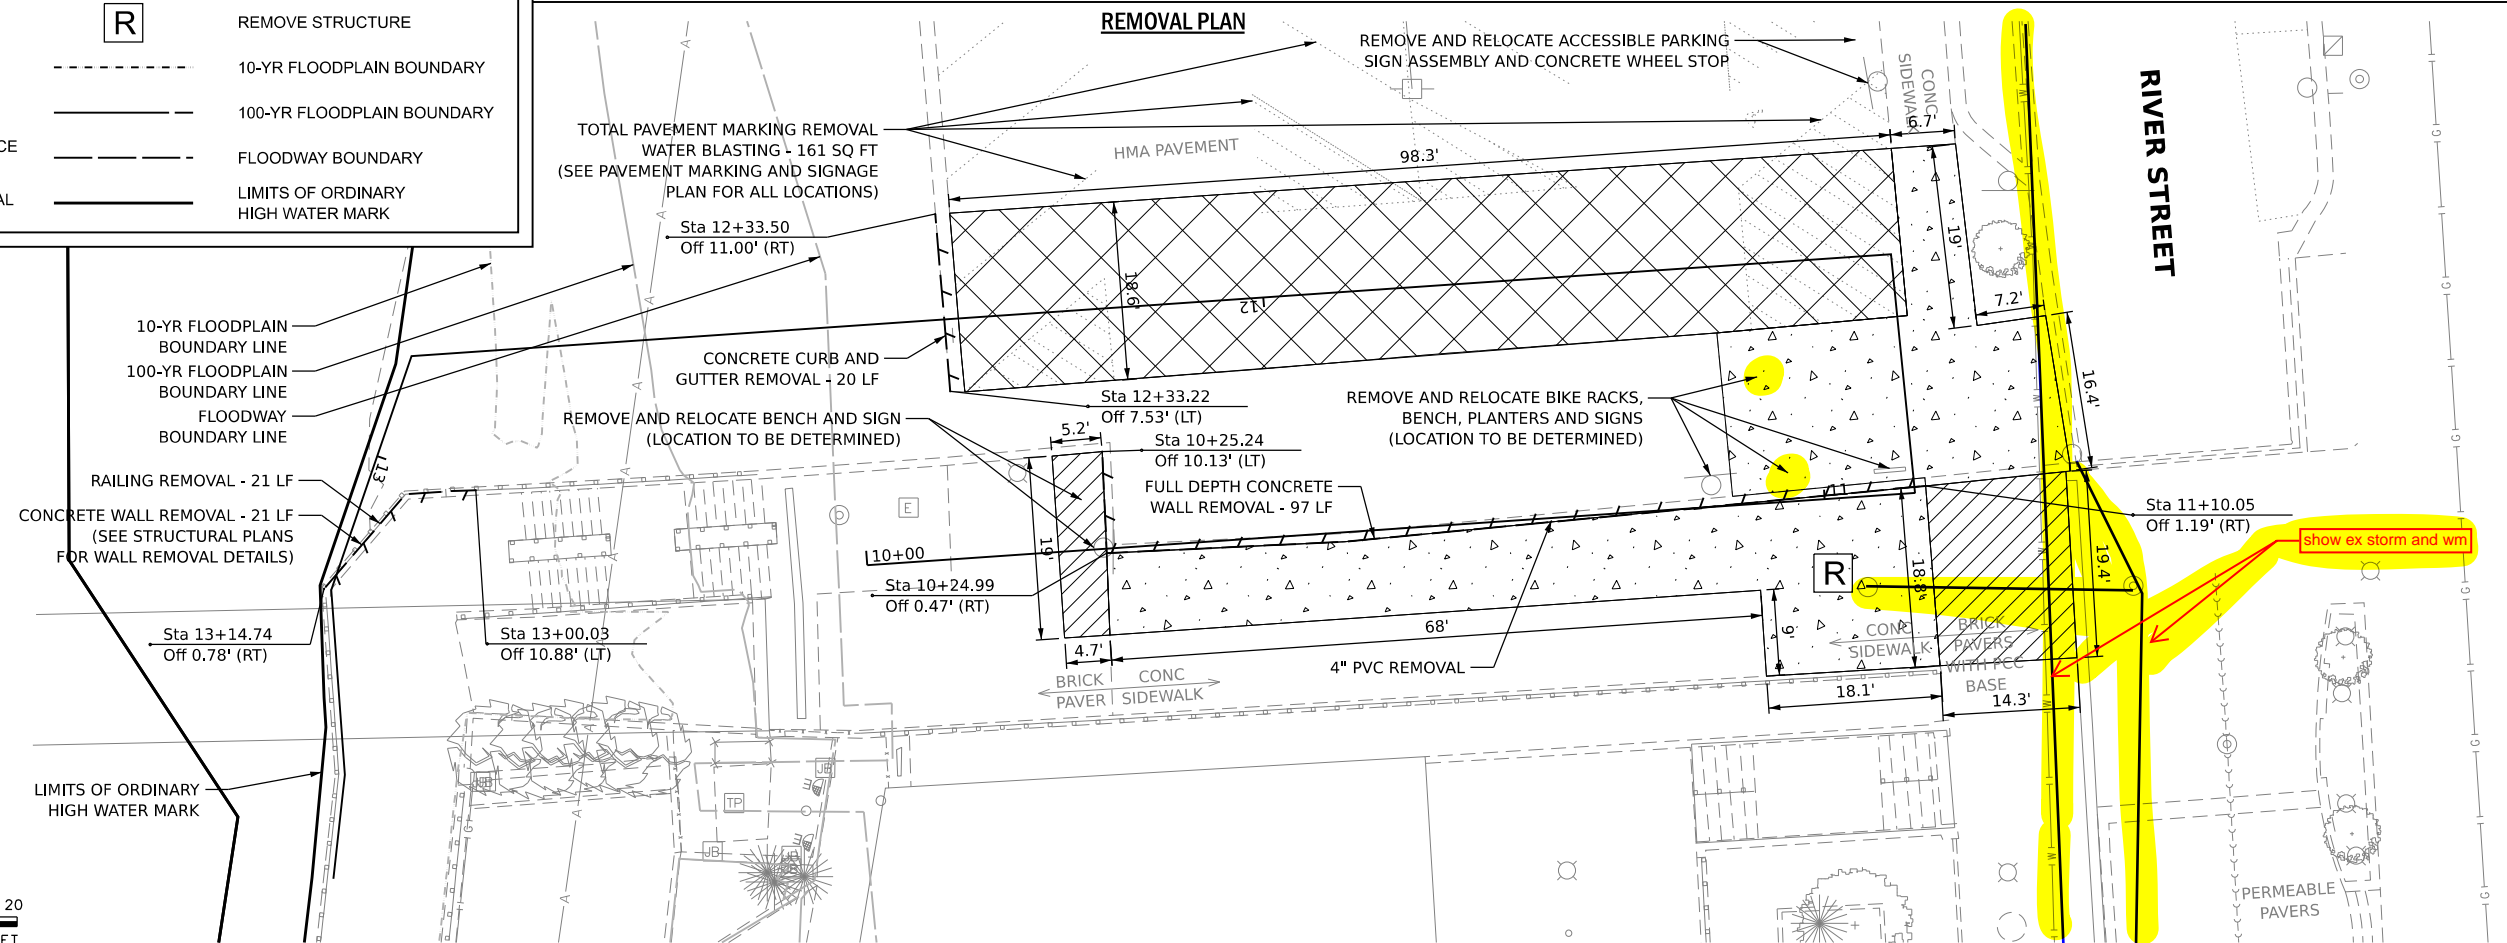 REMOVAL PLAN
R
REMOVE STRUCTURE
10-YR FLOODPLAIN BOUNDARY
100-YR FLOODPLAIN BOUNDARY
CE
FLOODWAY BOUNDARY
AL
LIMITS OF ORDINARY
HIGH WATER MARK
REMOVE AND RELOCATE ACCESSIBLE PARKING
SIGN ASSEMBLY AND CONCRETE WHEEL STOP
CONC
SIDEWALK
RIVER STREET
TOTAL PAVEMENT MARKING REMOVAL
WATER BLASTING - 161 SQ FT
(SEE PAVEMENT MARKING AND SIGNAGE
PLAN FOR ALL LOCATIONS)
HMA PAVEMENT
98.3'
6.7'
Sta 12+33.50
Off 11.00' (RT)
19'
18.6'
12
7.2'
10-YR FLOODPLAIN
BOUNDARY LINE
100-YR FLOODPLAIN
BOUNDARY LINE
FLOODWAY
BOUNDARY LINE
CONCRETE CURB AND
GUTTER REMOVAL - 20 LF
Sta 12+33.22
Off 7.53' (LT)
REMOVE AND RELOCATE BENCH AND SIGN
(LOCATION TO BE DETERMINED)
REMOVE AND RELOCATE BIKE RACKS,
BENCH, PLANTERS AND SIGNS
(LOCATION TO BE DETERMINED)
16.4'
5.2'
Sta 10+25.24
Off 10.13' (LT)
13
RAILING REMOVAL - 21 LF
CONCRETE WALL REMOVAL - 21 LF
(SEE STRUCTURAL PLANS
FOR WALL REMOVAL DETAILS)
E
FULL DEPTH CONCRETE
WALL REMOVAL - 97 LF
11
Sta 11+10.05
Off 1.19' (RT)
show ex storm and wm
10+00
19'
R
18.8'
19.4'
Sta 10+24.99
Off 0.47' (RT)
Sta 13+14.74
Off 0.78' (RT)
Sta 13+00.03
Off 10.88' (LT)
68'
9'
4.7'
4" PVC REMOVAL
CONC
SIDEWALK
BRICK
PAVERS
WITH PCC
BASE
BRICK
PAVER
CONC
SIDEWALK
18.1'
14.3'
LIMITS OF ORDINARY
HIGH WATER MARK
JB
TP
JB
PERMEABLE
PAVERS
20